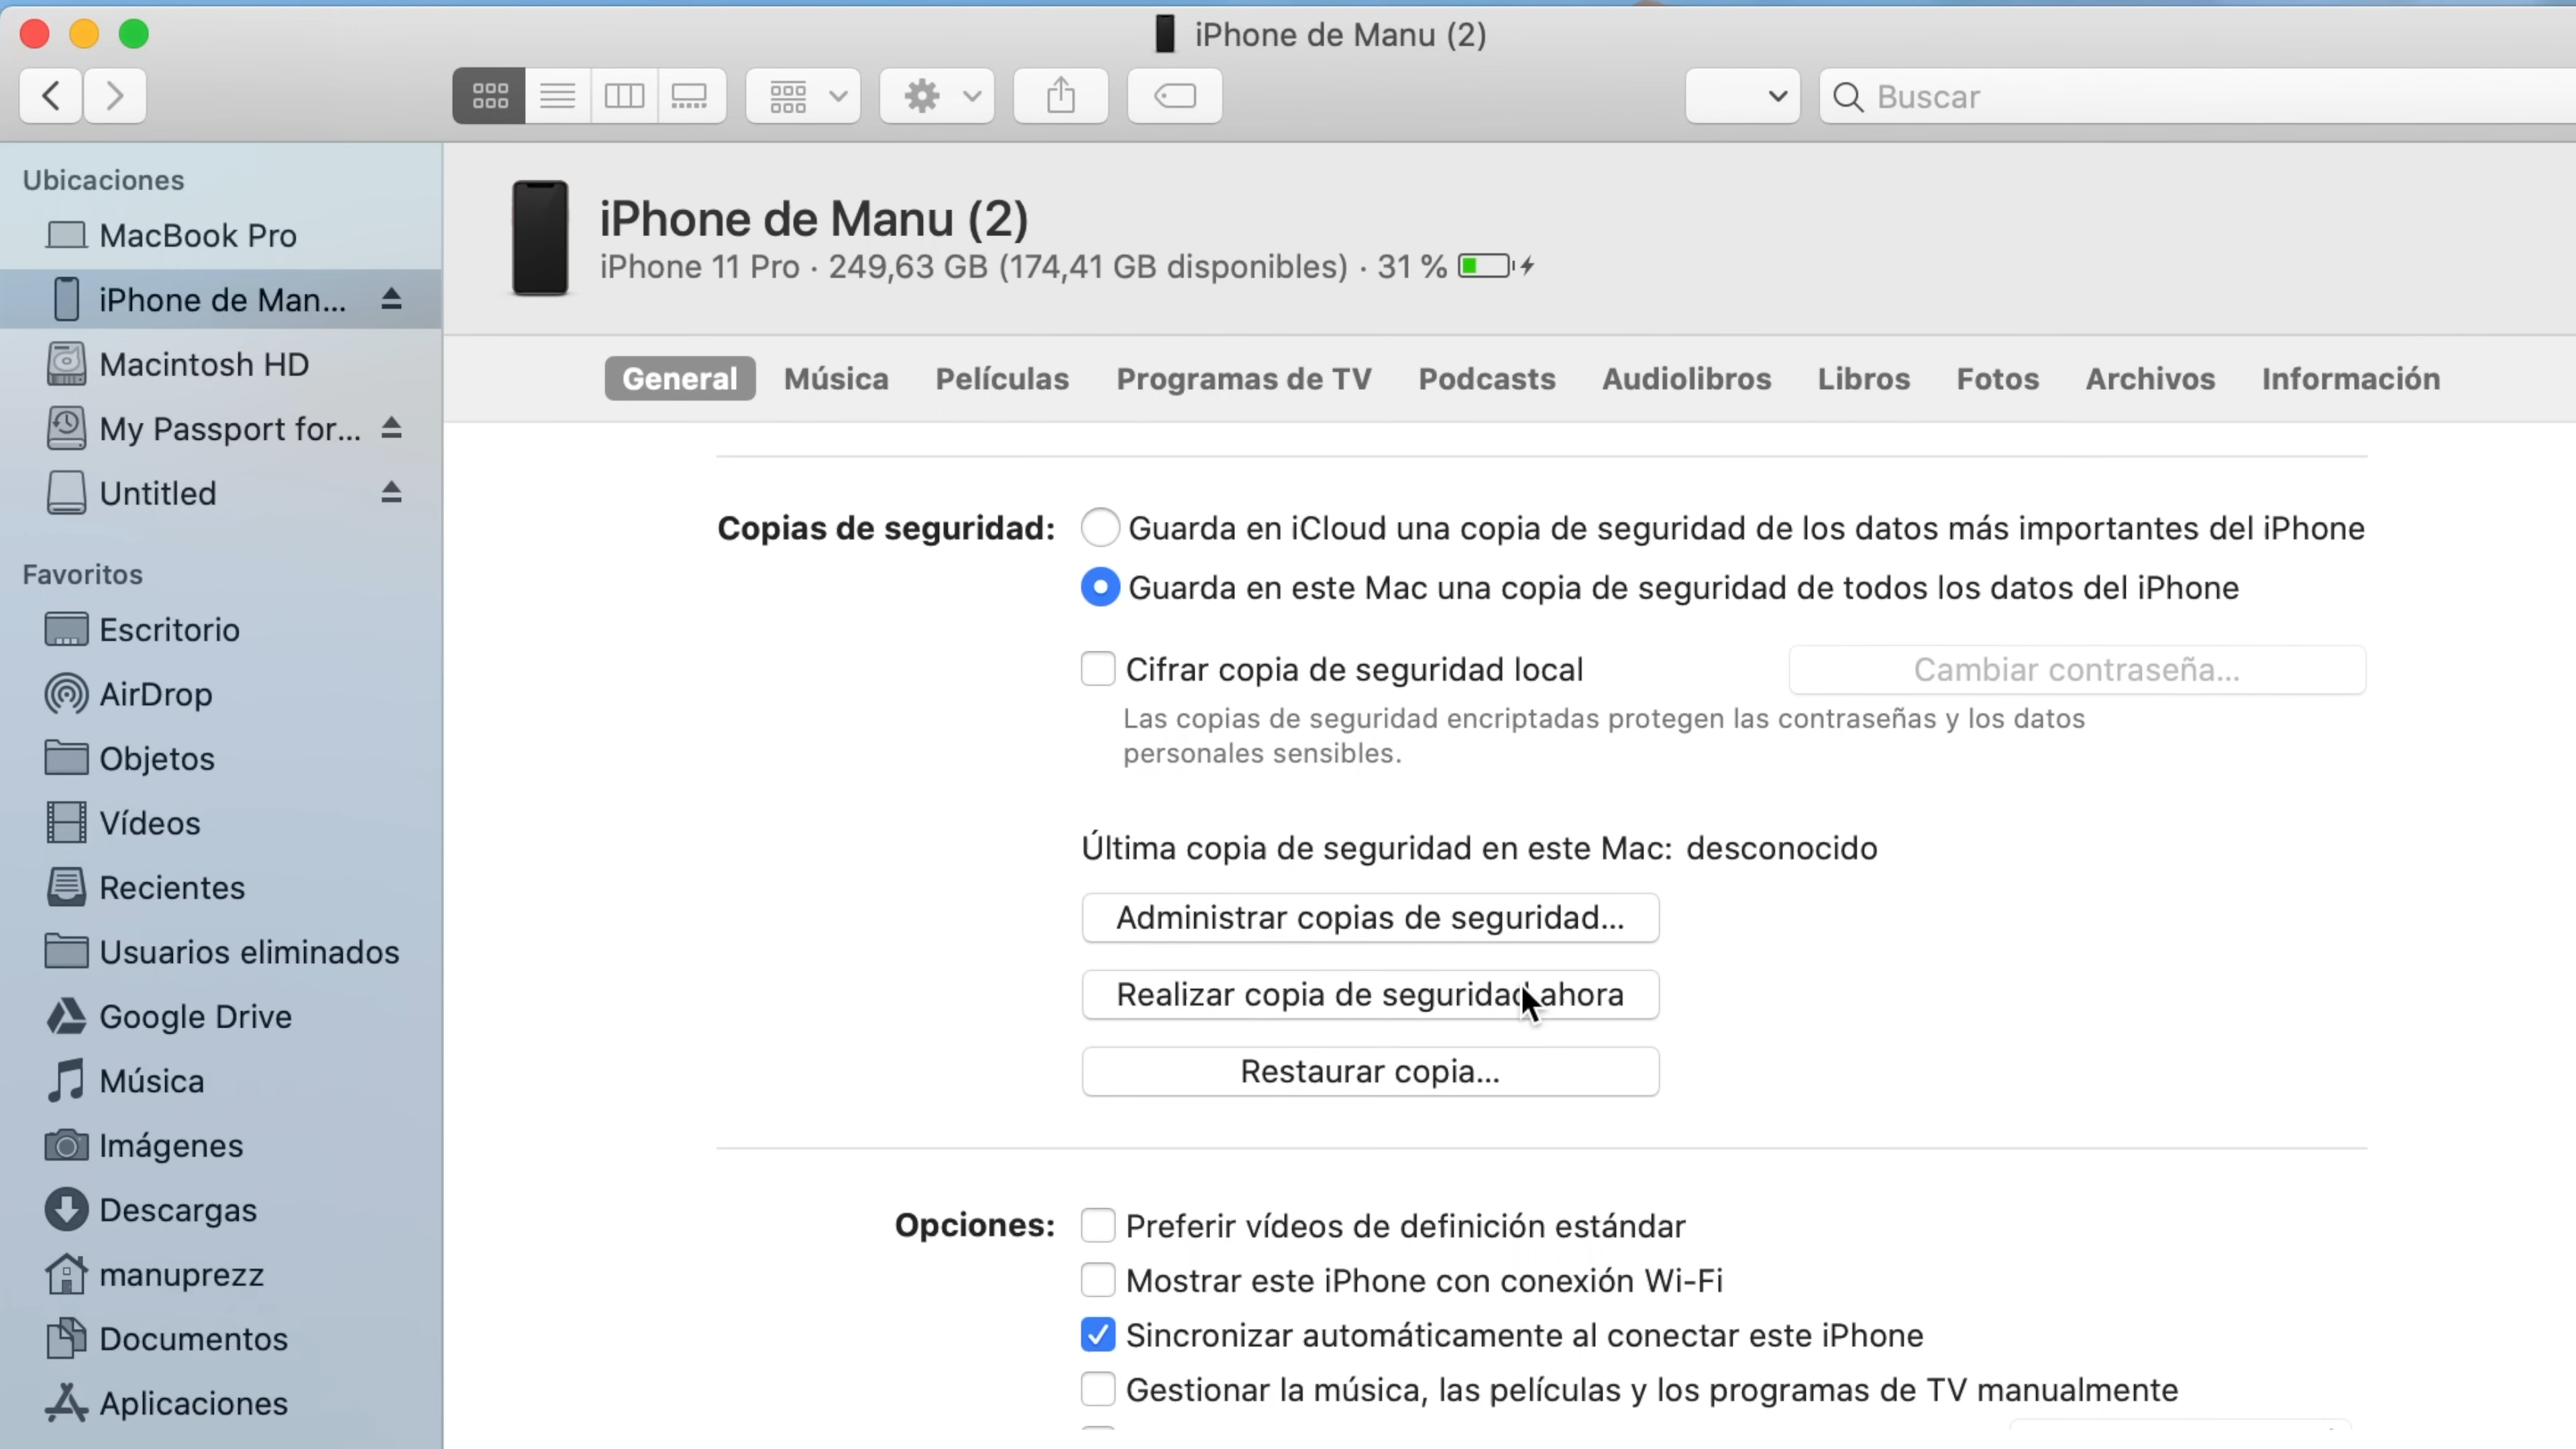 iPhone de Manu (2)
Buscar
Ubicaciones
MacBook Pro
iPhone de Man...
Macintosh HD
My Passport for...
Untitled
Favoritos
Escritorio
AirDrop
Objetos
Vídeos
Recientes
Usuarios eliminados
Google Drive
Música
Imágenes
Descargas
manuprezz
Documentos
Aplicaciones
iPhone de Manu (2)
iPhone 11 Pro · 249,63 GB (174,41 GB disponibles) · 31 %
General Música Películas Programas de TV Podcasts Audiolibros Libros Fotos Archivos Información
Copias de seguridad: Guarda en iCloud una copia de seguridad de los datos más importantes del iPhone
Guarda en este Mac una copia de seguridad de todos los datos del iPhone
Cifrar copia de seguridad local Cambiar contraseña...
Las copias de seguridad encriptadas protegen las contraseñas y los datos
personales sensibles.
Última copia de seguridad en este Mac: desconocido
Administrar copias de seguridad...
Realizar copia de seguridad ahora
Restaurar copia...
Opciones: Preferir vídeos de definición estándar
Mostrar este iPhone con conexión Wi-Fi
Sincronizar automáticamente al conectar este iPhone
Gestionar la música, las películas y los programas de TV manualmente